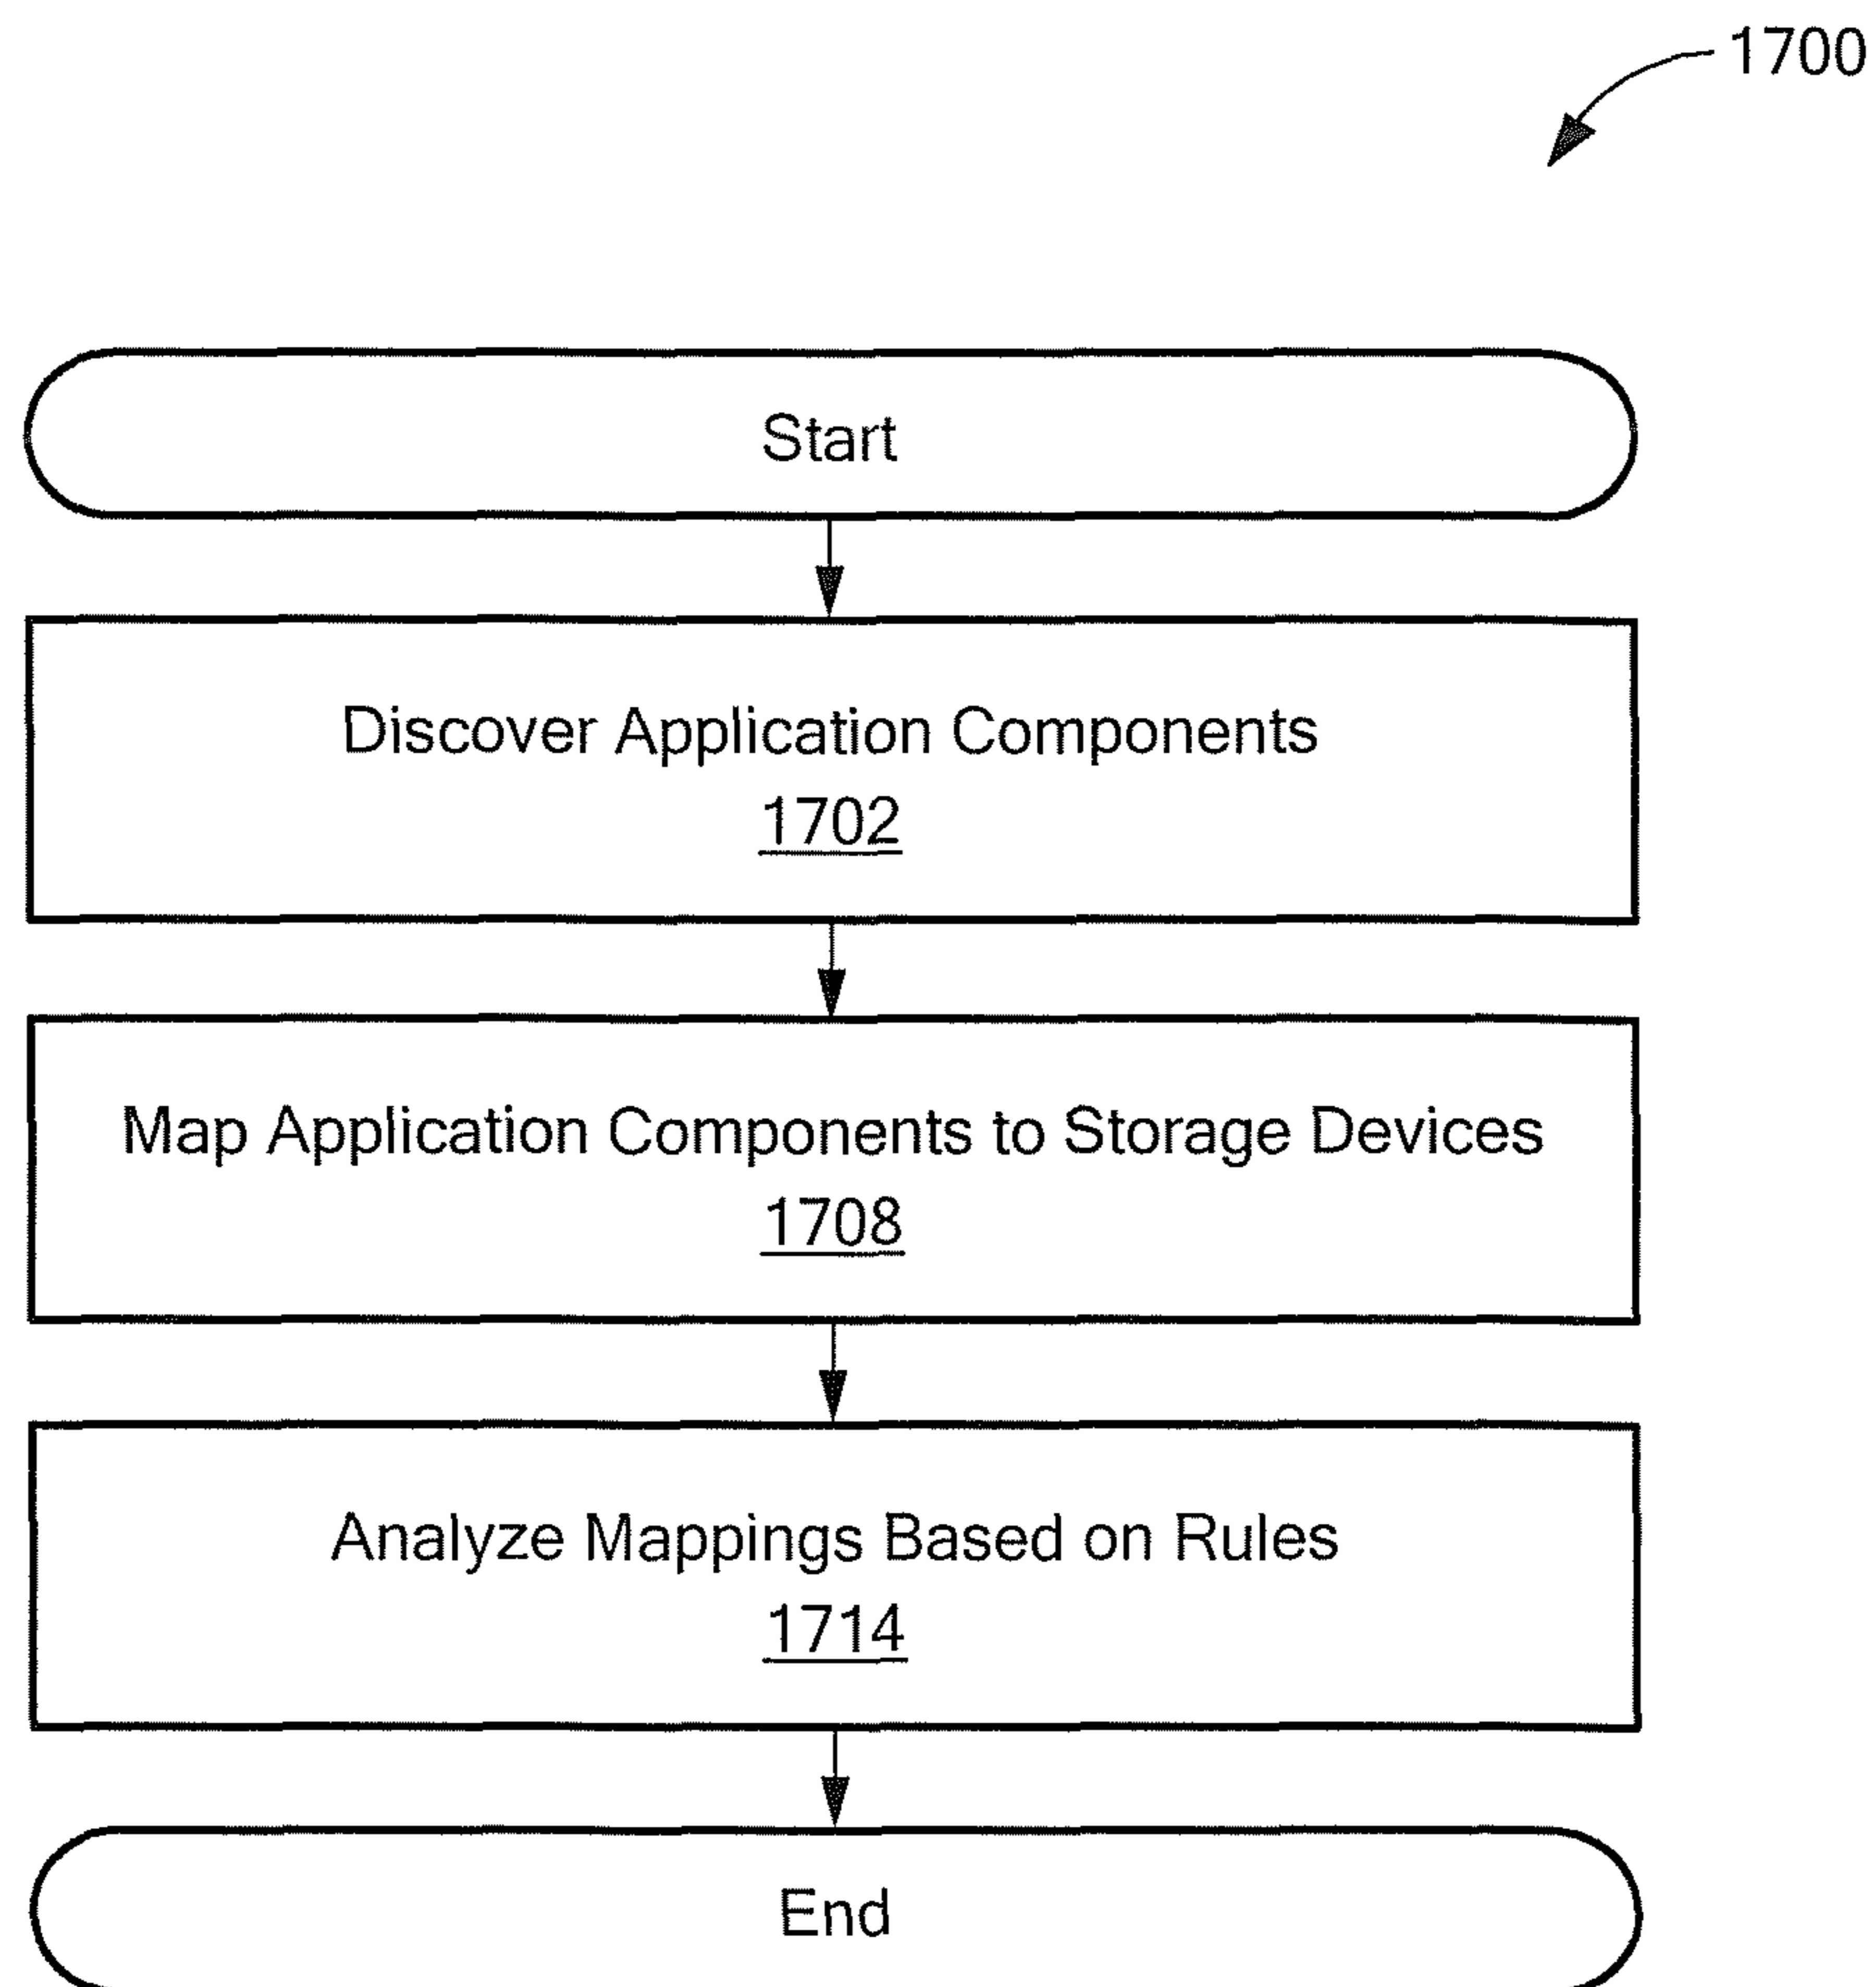 1700
Start
Discover Application Components
1702
Map Application Components to Storage Devices
1708
Analyze Mappings Based on Rules
1714
End